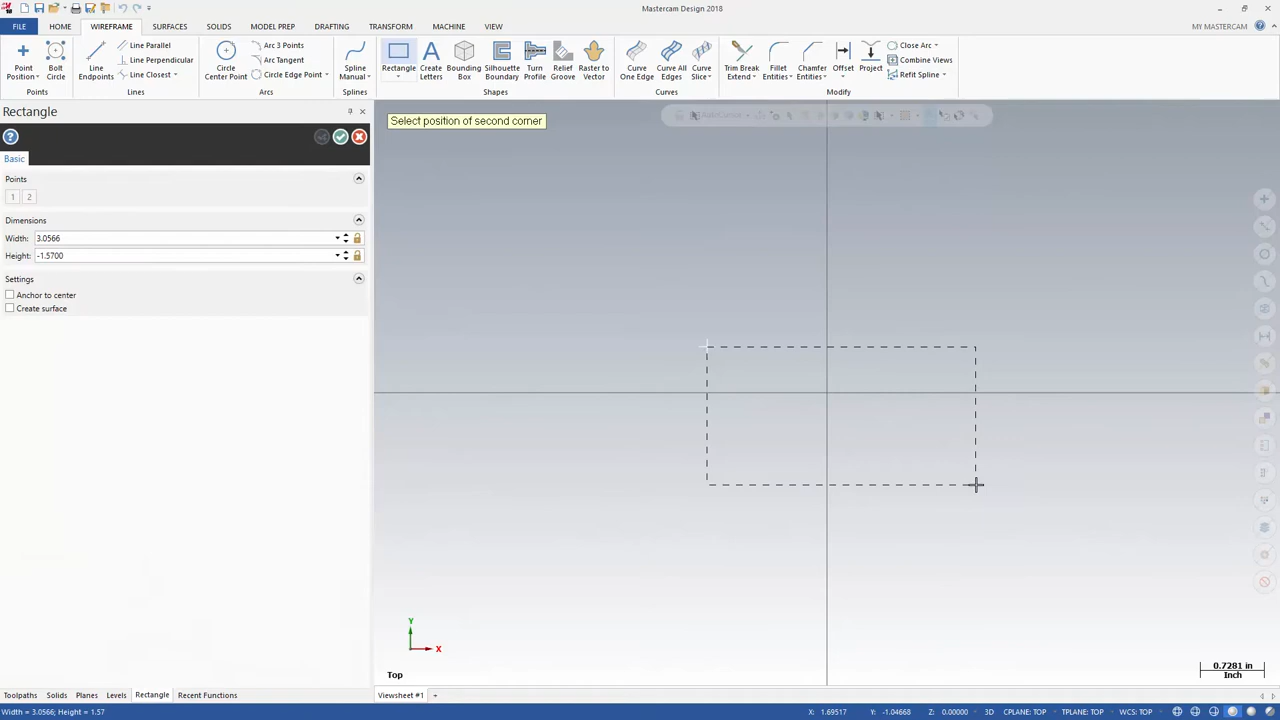 Mastercam Design 2018
FILE HOME WIREFRAME SURFACES SOLIDS MODEL PREP DRAFTING TRANSFORM MACHINE VIEW MY MASTERCAM
Point Position
Bolt Circle
Points
Line Endpoints
Line Parallel
Line Perpendicular
Line Closest
Lines
Circle Center Point
Arc 3 Points
Arc Tangent
Circle Edge Point
Arcs
Spline Manual
Splines
Rectangle
Create Letters
Bounding Box
Silhouette Boundary
Turn Profile
Relief Groove
Raster to Vector
Shapes
Curve One Edge
Curve All Edges
Curve Slice
Curves
Trim Break Extend
Fillet Entities
Chamfer Entities
Offset
Project
Close Arc
Combine Views
Refit Spline
Modify
Rectangle
Basic
Points
1 2
Dimensions
Width: 3.0566
Height: -1.5700
Settings
Anchor to center
Create surface
Select position of second corner
AutoCursor
Y
X
Top
0.7281 in
Inch
Toolpaths Solids Planes Levels Rectangle Recent Functions
Viewsheet #1 +
Width = 3.0566; Height = 1.57
X: 1.69517 Y: -1.04668 Z: 0.00000 3D CPLANE: TOP TPLANE: TOP WCS: TOP